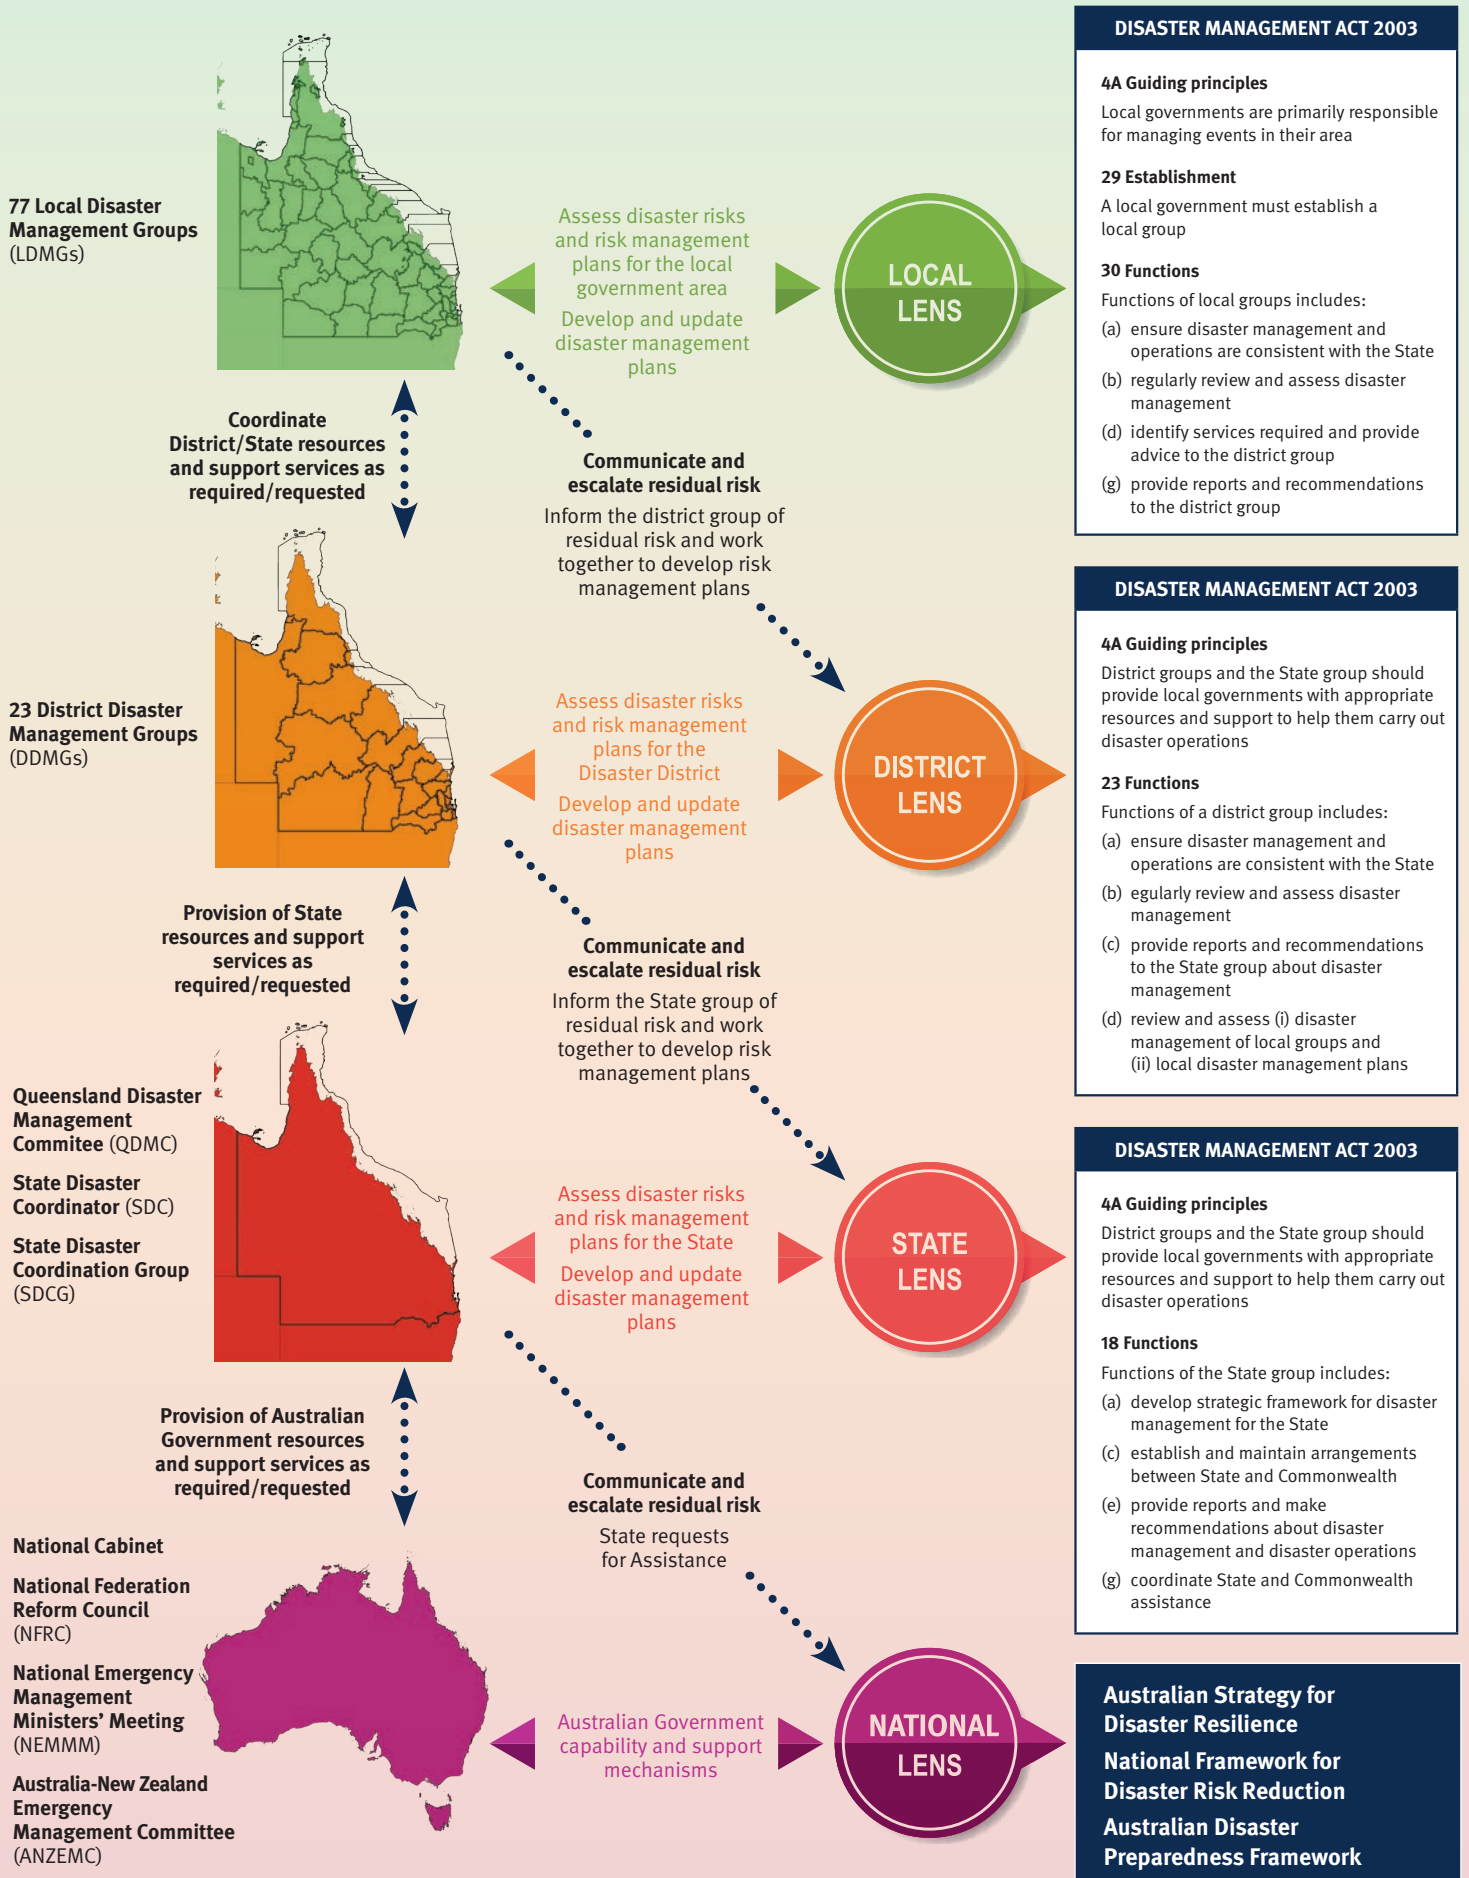 77 Local Disaster
Management Groups
(LDMGs)
Assess disaster risks
and risk management
plans for the local
government area
Develop and update
disaster management
plans
LOCAL
LENS
DISASTER MANAGEMENT ACT 2003
4A Guiding principles
Local governments are primarily responsible
for managing events in their area
29 Establishment
A local government must establish a
local group
30 Functions
Functions of local groups includes:
(a) ensure disaster management and
operations are consistent with the State
(b) regularly review and assess disaster
management
(d) identify services required and provide
advice to the district group
(g) provide reports and recommendations
to the district group
Coordinate
District/State resources
and support services as
required/requested
Communicate and
escalate residual risk
Inform the district group of
residual risk and work
together to develop risk
management plans
23 District Disaster
Management Groups
(DDMGs)
Assess disaster risks
and risk management
plans for the
Disaster District
Develop and update
disaster management
plans
DISTRICT
LENS
DISASTER MANAGEMENT ACT 2003
4A Guiding principles
District groups and the State group should
provide local governments with appropriate
resources and support to help them carry out
disaster operations
23 Functions
Functions of a district group includes:
(a) ensure disaster management and
operations are consistent with the State
(b) egularly review and assess disaster
management
(c) provide reports and recommendations
to the State group about disaster
management
(d) review and assess (i) disaster
management of local groups and
(ii) local disaster management plans
Provision of State
resources and support
services as
required/requested
Communicate and
escalate residual risk
Inform the State group of
residual risk and work
together to develop risk
management plans
Queensland Disaster
Management
Commitee (QDMC)
State Disaster
Coordinator (SDC)
State Disaster
Coordination Group
(SDCG)
Assess disaster risks
and risk management
plans for the State
Develop and update
disaster management
plans
STATE
LENS
DISASTER MANAGEMENT ACT 2003
4A Guiding principles
District groups and the State group should
provide local governments with appropriate
resources and support to help them carry out
disaster operations
18 Functions
Functions of the State group includes:
(a) develop strategic framework for disaster
management for the State
(c) establish and maintain arrangements
between State and Commonwealth
(e) provide reports and make
recommendations about disaster
management and disaster operations
(g) coordinate State and Commonwealth
assistance
Provision of Australian
Government resources
and support services as
required/requested
Communicate and
escalate residual risk
State requests
for Assistance
National Cabinet
National Federation
Reform Council
(NFRC)
National Emergency
Management
Ministers’ Meeting
(NEMMM)
Australia-New Zealand
Emergency
Management Committee
(ANZEMC)
Australian Government
capability and support
mechanisms
NATIONAL
LENS
Australian Strategy for
Disaster Resilience
National Framework for
Disaster Risk Reduction
Australian Disaster
Preparedness Framework